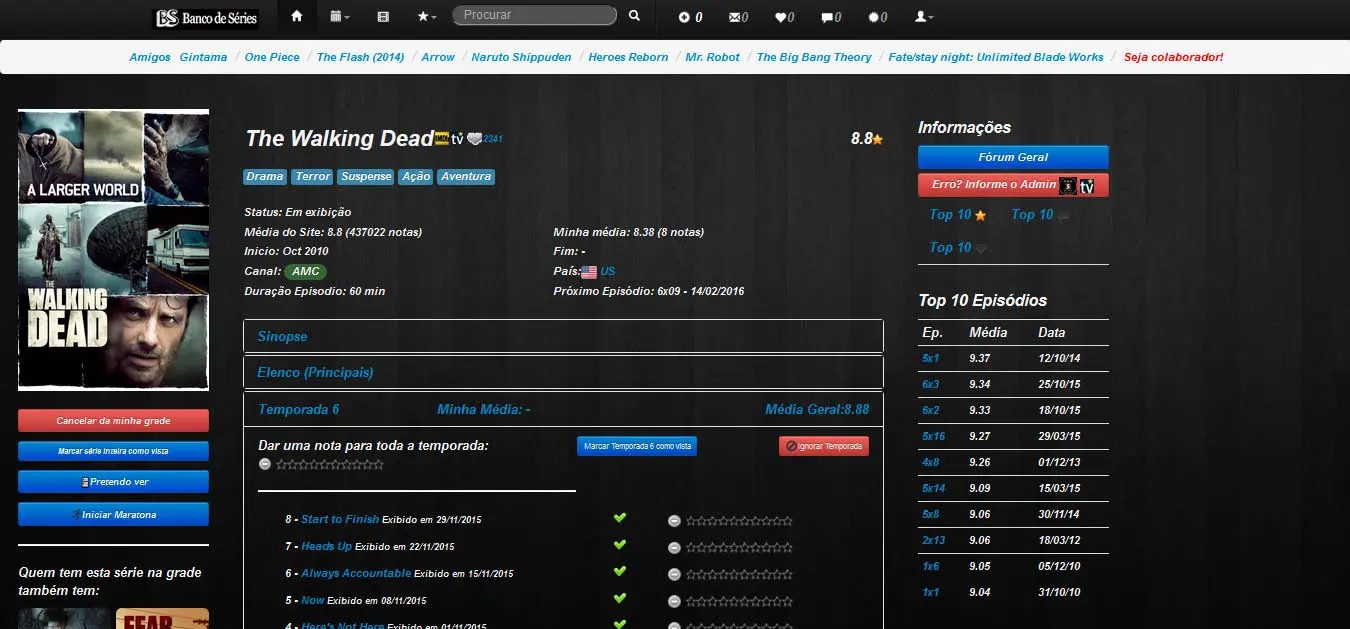 BS Banco de Séries
Procurar
0 0 0 0 0
Amigos Gintama / One Piece / The Flash (2014) / Arrow / Naruto Shippuden / Heroes Reborn / Mr. Robot / The Big Bang Theory / Fate/stay night: Unlimited Blade Works / Seja colaborador!
A LARGER WORLD
THE
WALKING
DEAD
Cancelar da minha grade
Marcar série inteira como vista
Pretendo ver
Iniciar Maratona
Quem tem esta série na grade
também tem:
FEAR
The Walking Dead IMDb tv 2341
8.8
Drama Terror Suspense Ação Aventura
Status: Em exibição
Média do Site: 8.8 (437022 notas) Minha média: 8.38 (8 notas)
Inicio: Oct 2010 Fim: -
Canal: AMC País: US
Duração Episodio: 60 min Próximo Episódio: 6x09 - 14/02/2016
Sinopse
Elenco (Principais)
Temporada 6 Minha Média: - Média Geral:8.88
Dar uma nota para toda a temporada: Marcar Temporada 6 como vista Ignorar Temporada
8 - Start to Finish Exibido em 29/11/2015
7 - Heads Up Exibido em 22/11/2015
6 - Always Accountable Exibido em 15/11/2015
5 - Now Exibido em 08/11/2015
4 - Here's Not Here Exibido em 01/11/2015
Informações
Fórum Geral
Erro? Informe o Admin tv
Top 10 Top 10
Top 10
Top 10 Episódios
Ep. Média Data
5x1 9.37 12/10/14
6x3 9.34 25/10/15
6x2 9.33 18/10/15
5x16 9.27 29/03/15
4x8 9.26 01/12/13
5x14 9.09 15/03/15
5x8 9.06 30/11/14
2x13 9.06 18/03/12
1x6 9.05 05/12/10
1x1 9.04 31/10/10